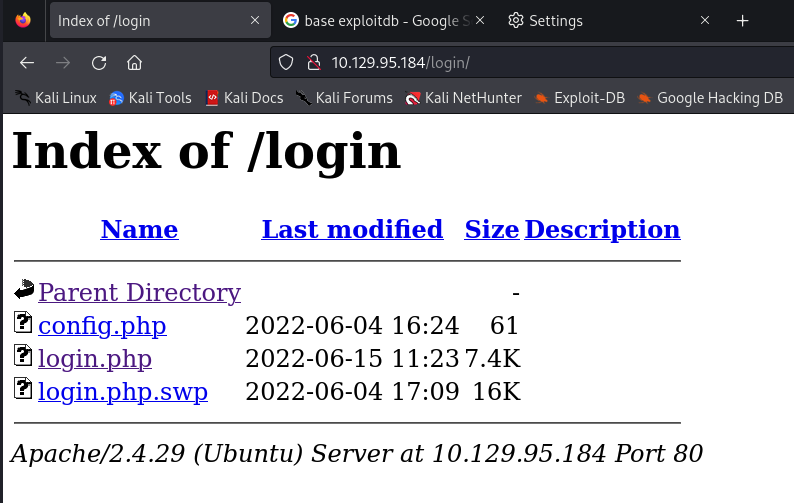 Index of /login
base exploitdb - Google S
Settings
10.129.95.184/login/
Kali Linux
Kali Tools
Kali Docs
Kali Forums
Kali NetHunter
Exploit-DB
Google Hacking DB
Index of /login
Name Last modified Size Description
Parent Directory -
config.php 2022-06-04 16:24 61
login.php 2022-06-15 11:23 7.4K
login.php.swp 2022-06-04 17:09 16K
Apache/2.4.29 (Ubuntu) Server at 10.129.95.184 Port 80